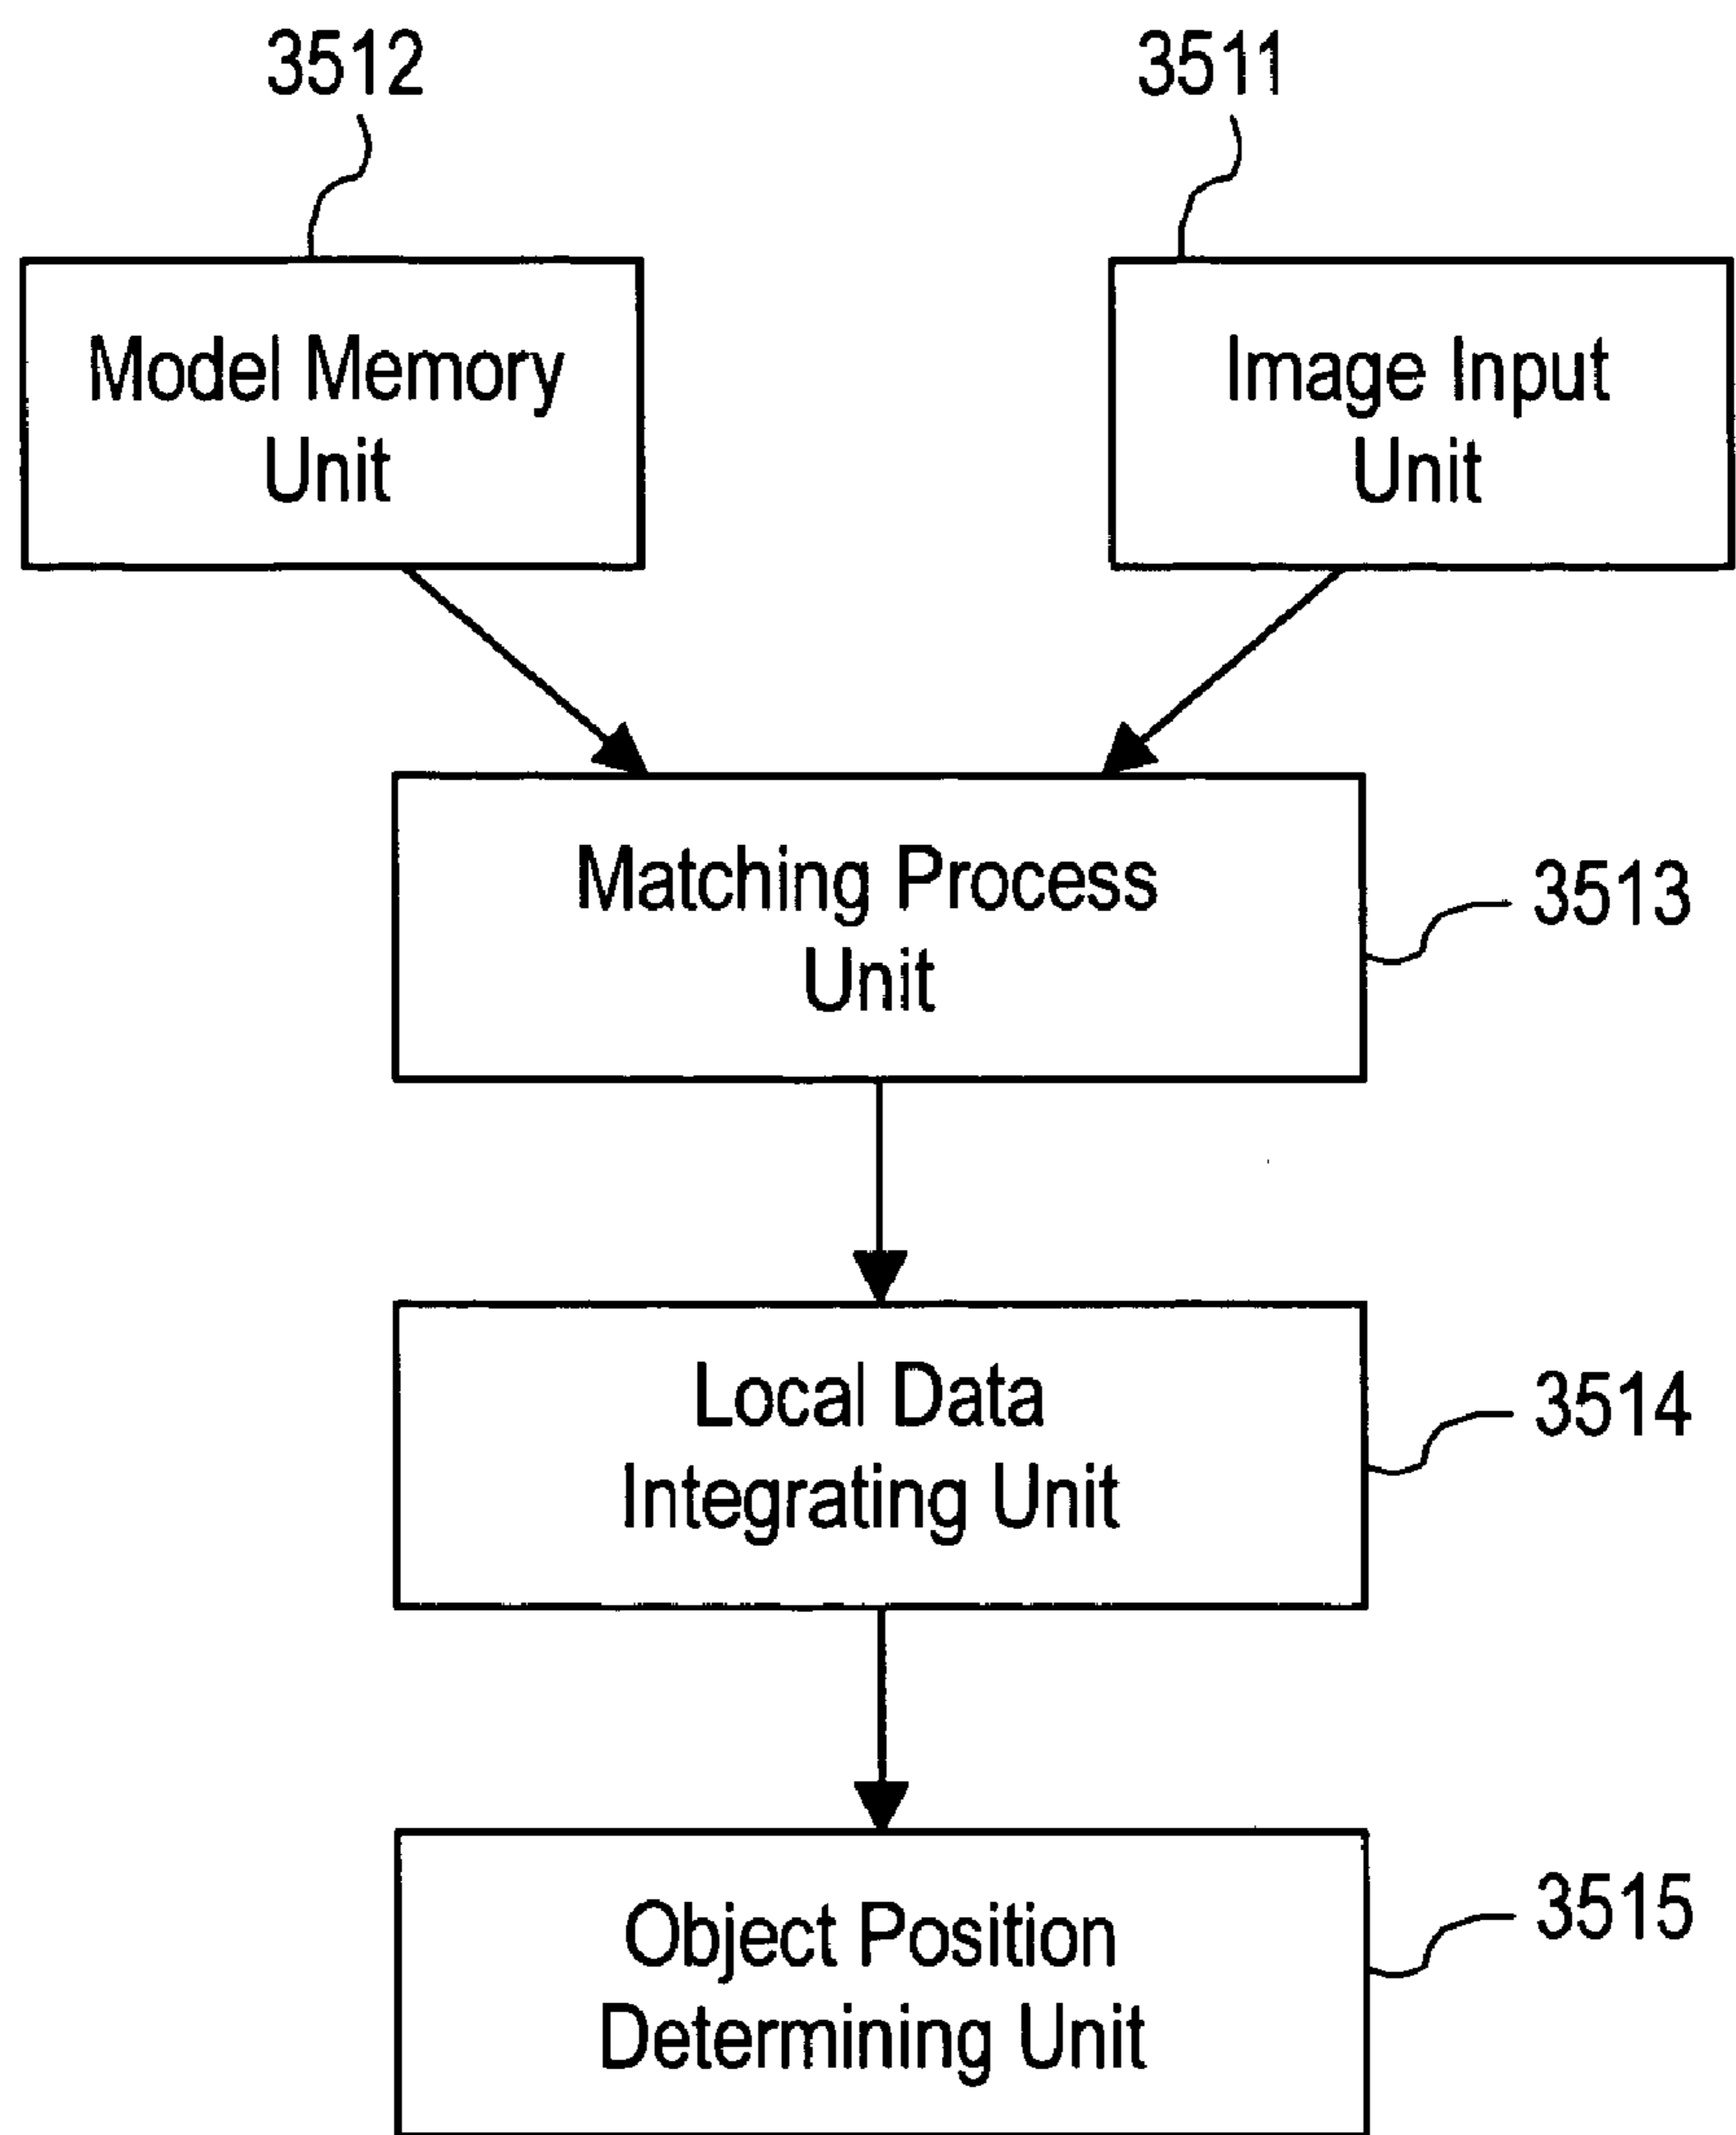 3512
3511
Model Memory
Unit
Image Input
Unit
Matching Process
Unit
3513
Local Data
Integrating Unit
3514
Object Position
Determining Unit
3515